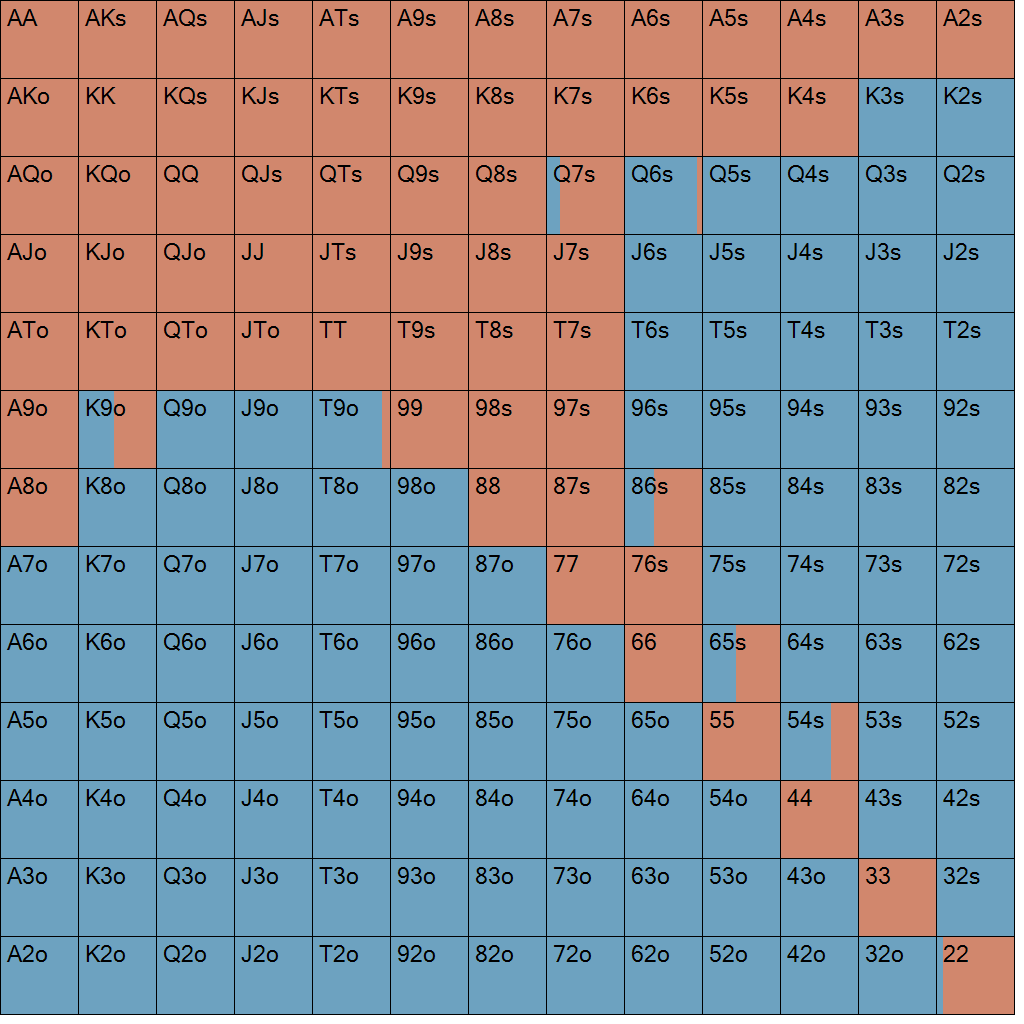 AA AKs AQs AJs ATs A9s A8s A7s A6s A5s A4s A3s A2s
AKo KK KQs KJs KTs K9s K8s K7s K6s K5s K4s K3s K2s
AQo KQo QQ QJs QTs Q9s Q8s Q7s Q6s Q5s Q4s Q3s Q2s
AJo KJo QJo JJ JTs J9s J8s J7s J6s J5s J4s J3s J2s
ATo KTo QTo JTo TT T9s T8s T7s T6s T5s T4s T3s T2s
A9o K9o Q9o J9o T9o 99 98s 97s 96s 95s 94s 93s 92s
A8o K8o Q8o J8o T8o 98o 88 87s 86s 85s 84s 83s 82s
A7o K7o Q7o J7o T7o 97o 87o 77 76s 75s 74s 73s 72s
A6o K6o Q6o J6o T6o 96o 86o 76o 66 65s 64s 63s 62s
A5o K5o Q5o J5o T5o 95o 85o 75o 65o 55 54s 53s 52s
A4o K4o Q4o J4o T4o 94o 84o 74o 64o 54o 44 43s 42s
A3o K3o Q3o J3o T3o 93o 83o 73o 63o 53o 43o 33 32s
A2o K2o Q2o J2o T2o 92o 82o 72o 62o 52o 42o 32o 22